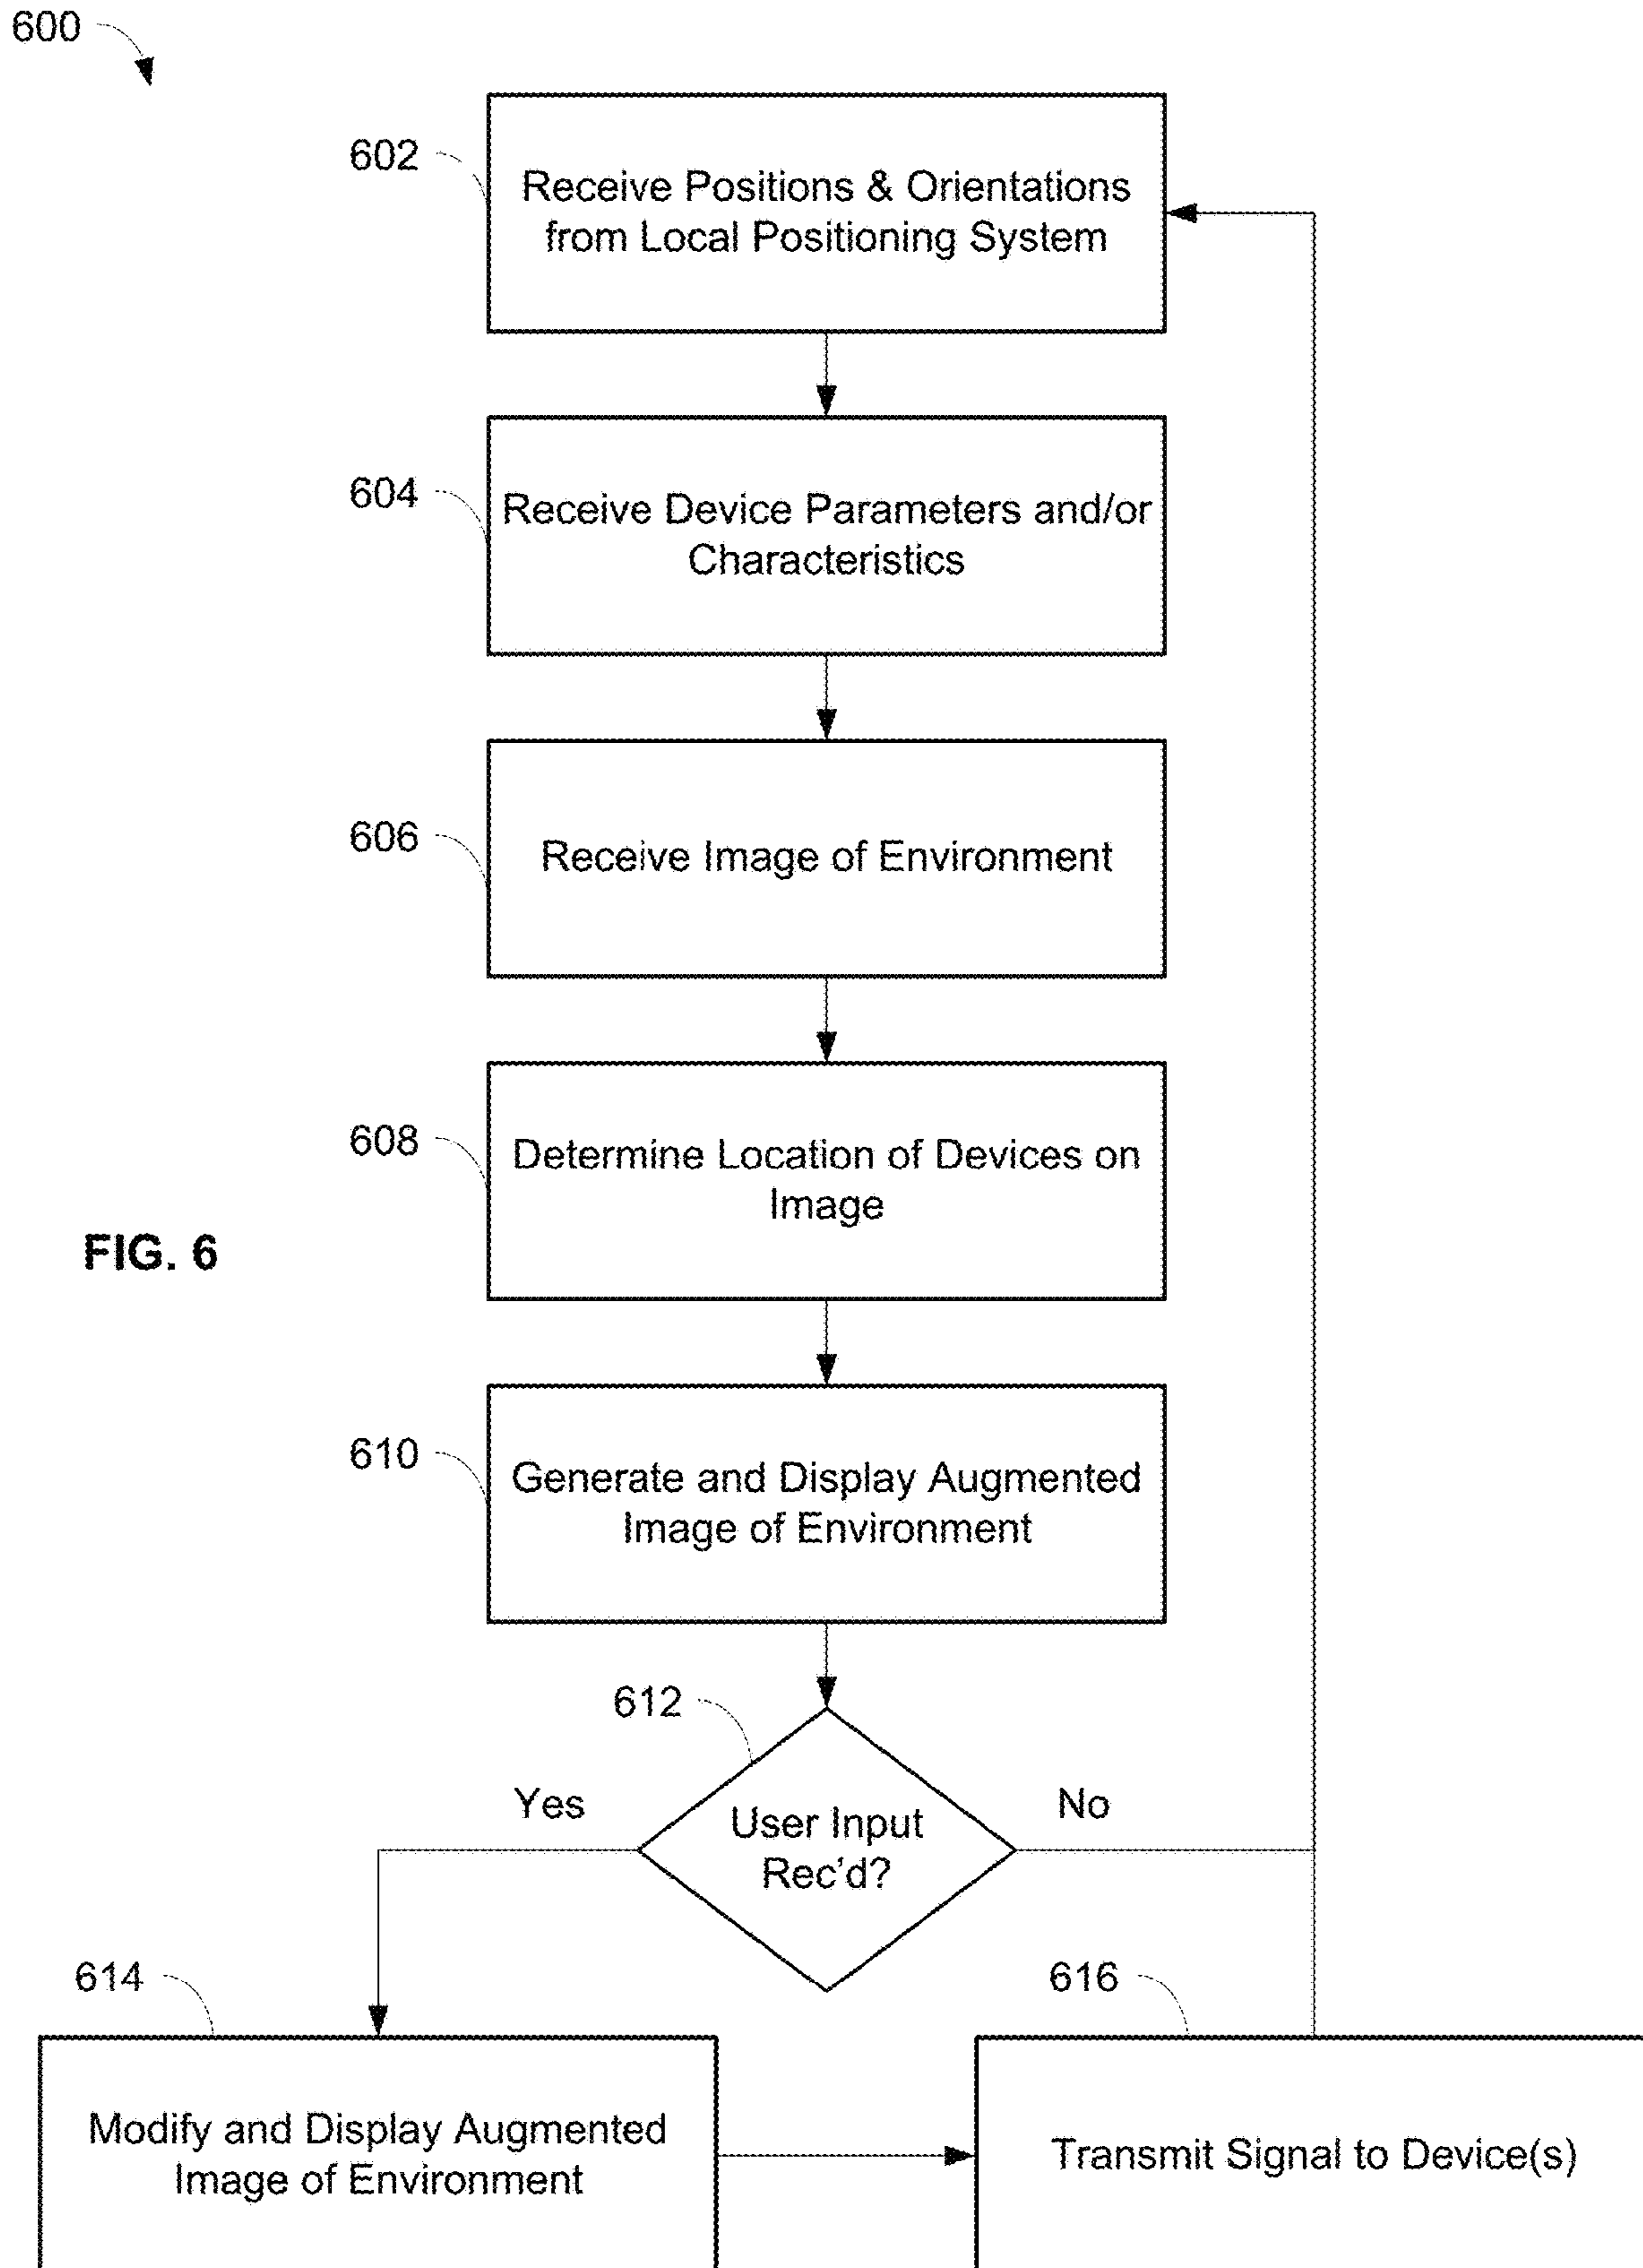 600
602
Receive Positions & Orientations
from Local Positioning System
604
Receive Device Parameters and/or
Characteristics
606
Receive Image of Environment
608
Determine Location of Devices on
Image
FIG. 6
610
Generate and Display Augmented
Image of Environment
612
Yes
No
User Input
Rec'd?
614
616
Modify and Display Augmented
Image of Environment
Transmit Signal to Device(s)